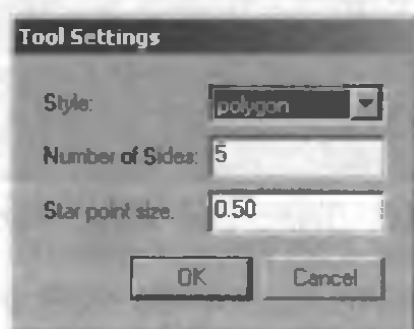 Tool Settings
Style: polygon
Number of Sides: 5
Star point size: 0.50
OK Cancel